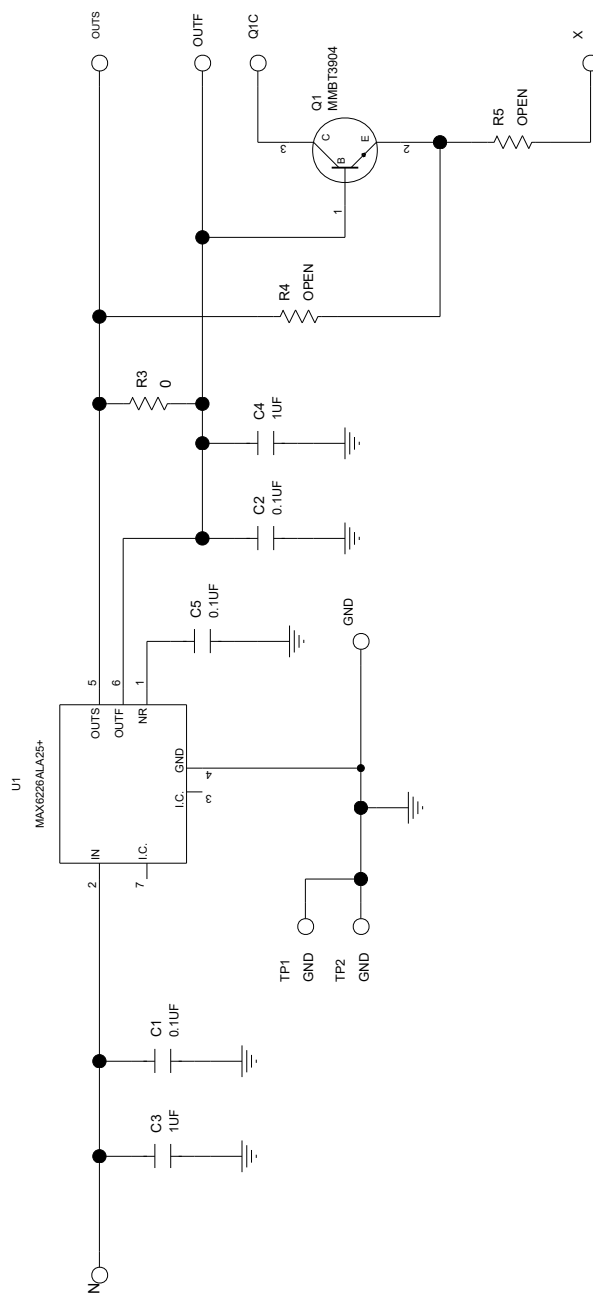 N
C3
1UF
C1
0.1UF
U1
MAX6226ALA25+
2
IN
OUTS
5
OUTF
6
NR
1
7
I.C.
I.C.
3
GND
4
TP1
GND
TP2
GND
GND
C5
0.1UF
C2
0.1UF
C4
1UF
R3
0
R4
OPEN
OUTS
OUTF
Q1C
Q1
MMBT3904
3
C
B
1
E
2
R5
OPEN
X